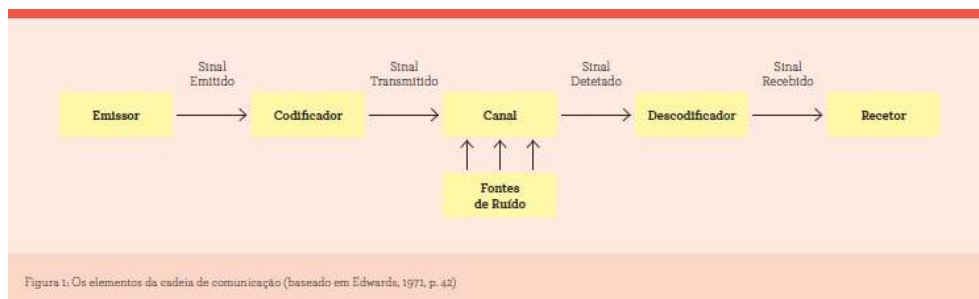 Sinal
Emitido
Sinal
Transmitido
Sinal
Detetado
Sinal
Recebido
Emissor
Codificador
Canal
Descodificador
Recetor
Fontes
de Ruído
Figura 1: Os elementos da cadeia de comunicação (baseado em Edwards, 1971, p. 42)